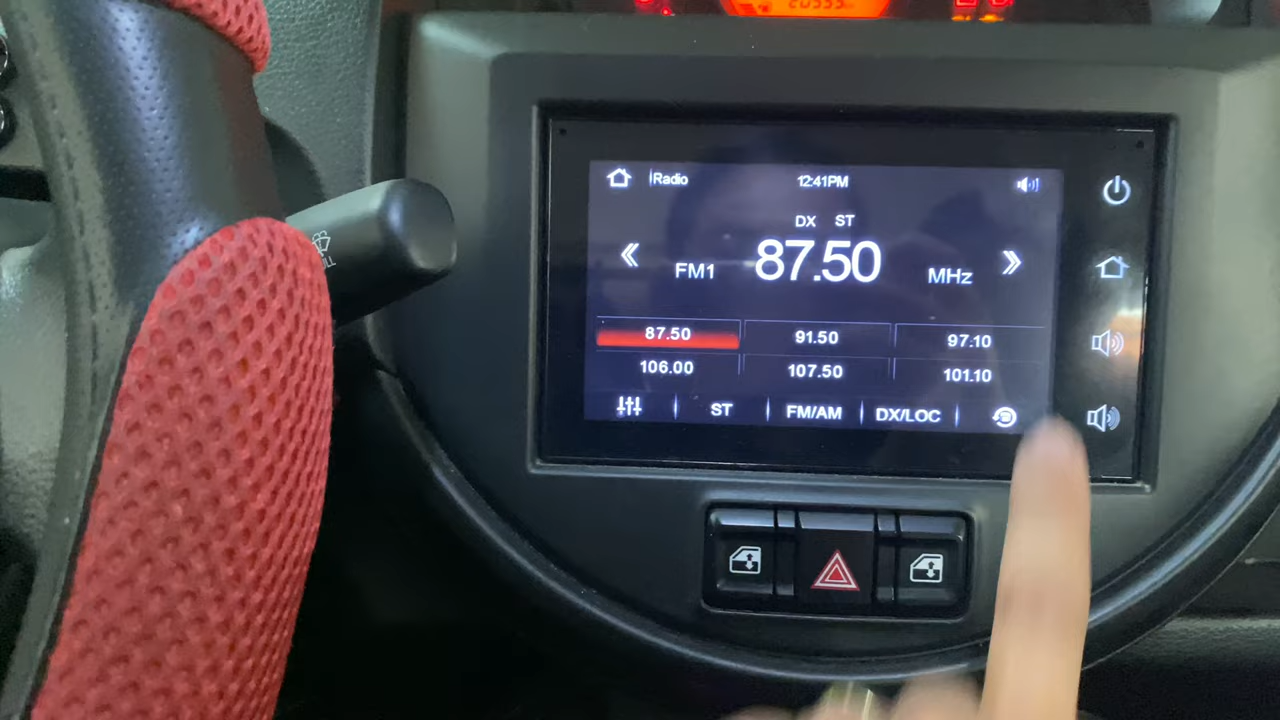 Radio 12:41PM
DX ST
FM1 87.50 MHz
87.50 91.50 97.10
106.00 107.50 101.10
ST FM/AM DX/LOC